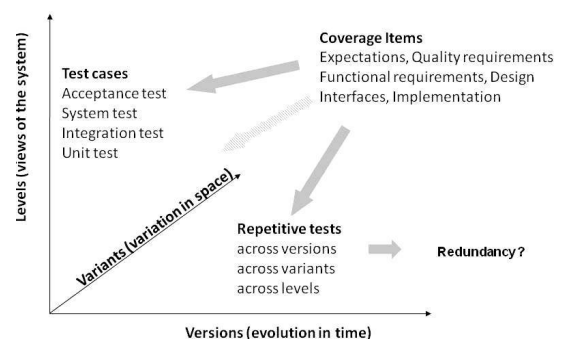 Coverage Items
Expectations, Quality requirements
Functional requirements, Design
Interfaces, Implementation
Test cases
Acceptance test
System test
Integration test
Unit test
Levels (views of the system)
Variants (variation in space)
Repetitive tests
across versions
across variants
across levels
Redundancy?
Versions (evolution in time)